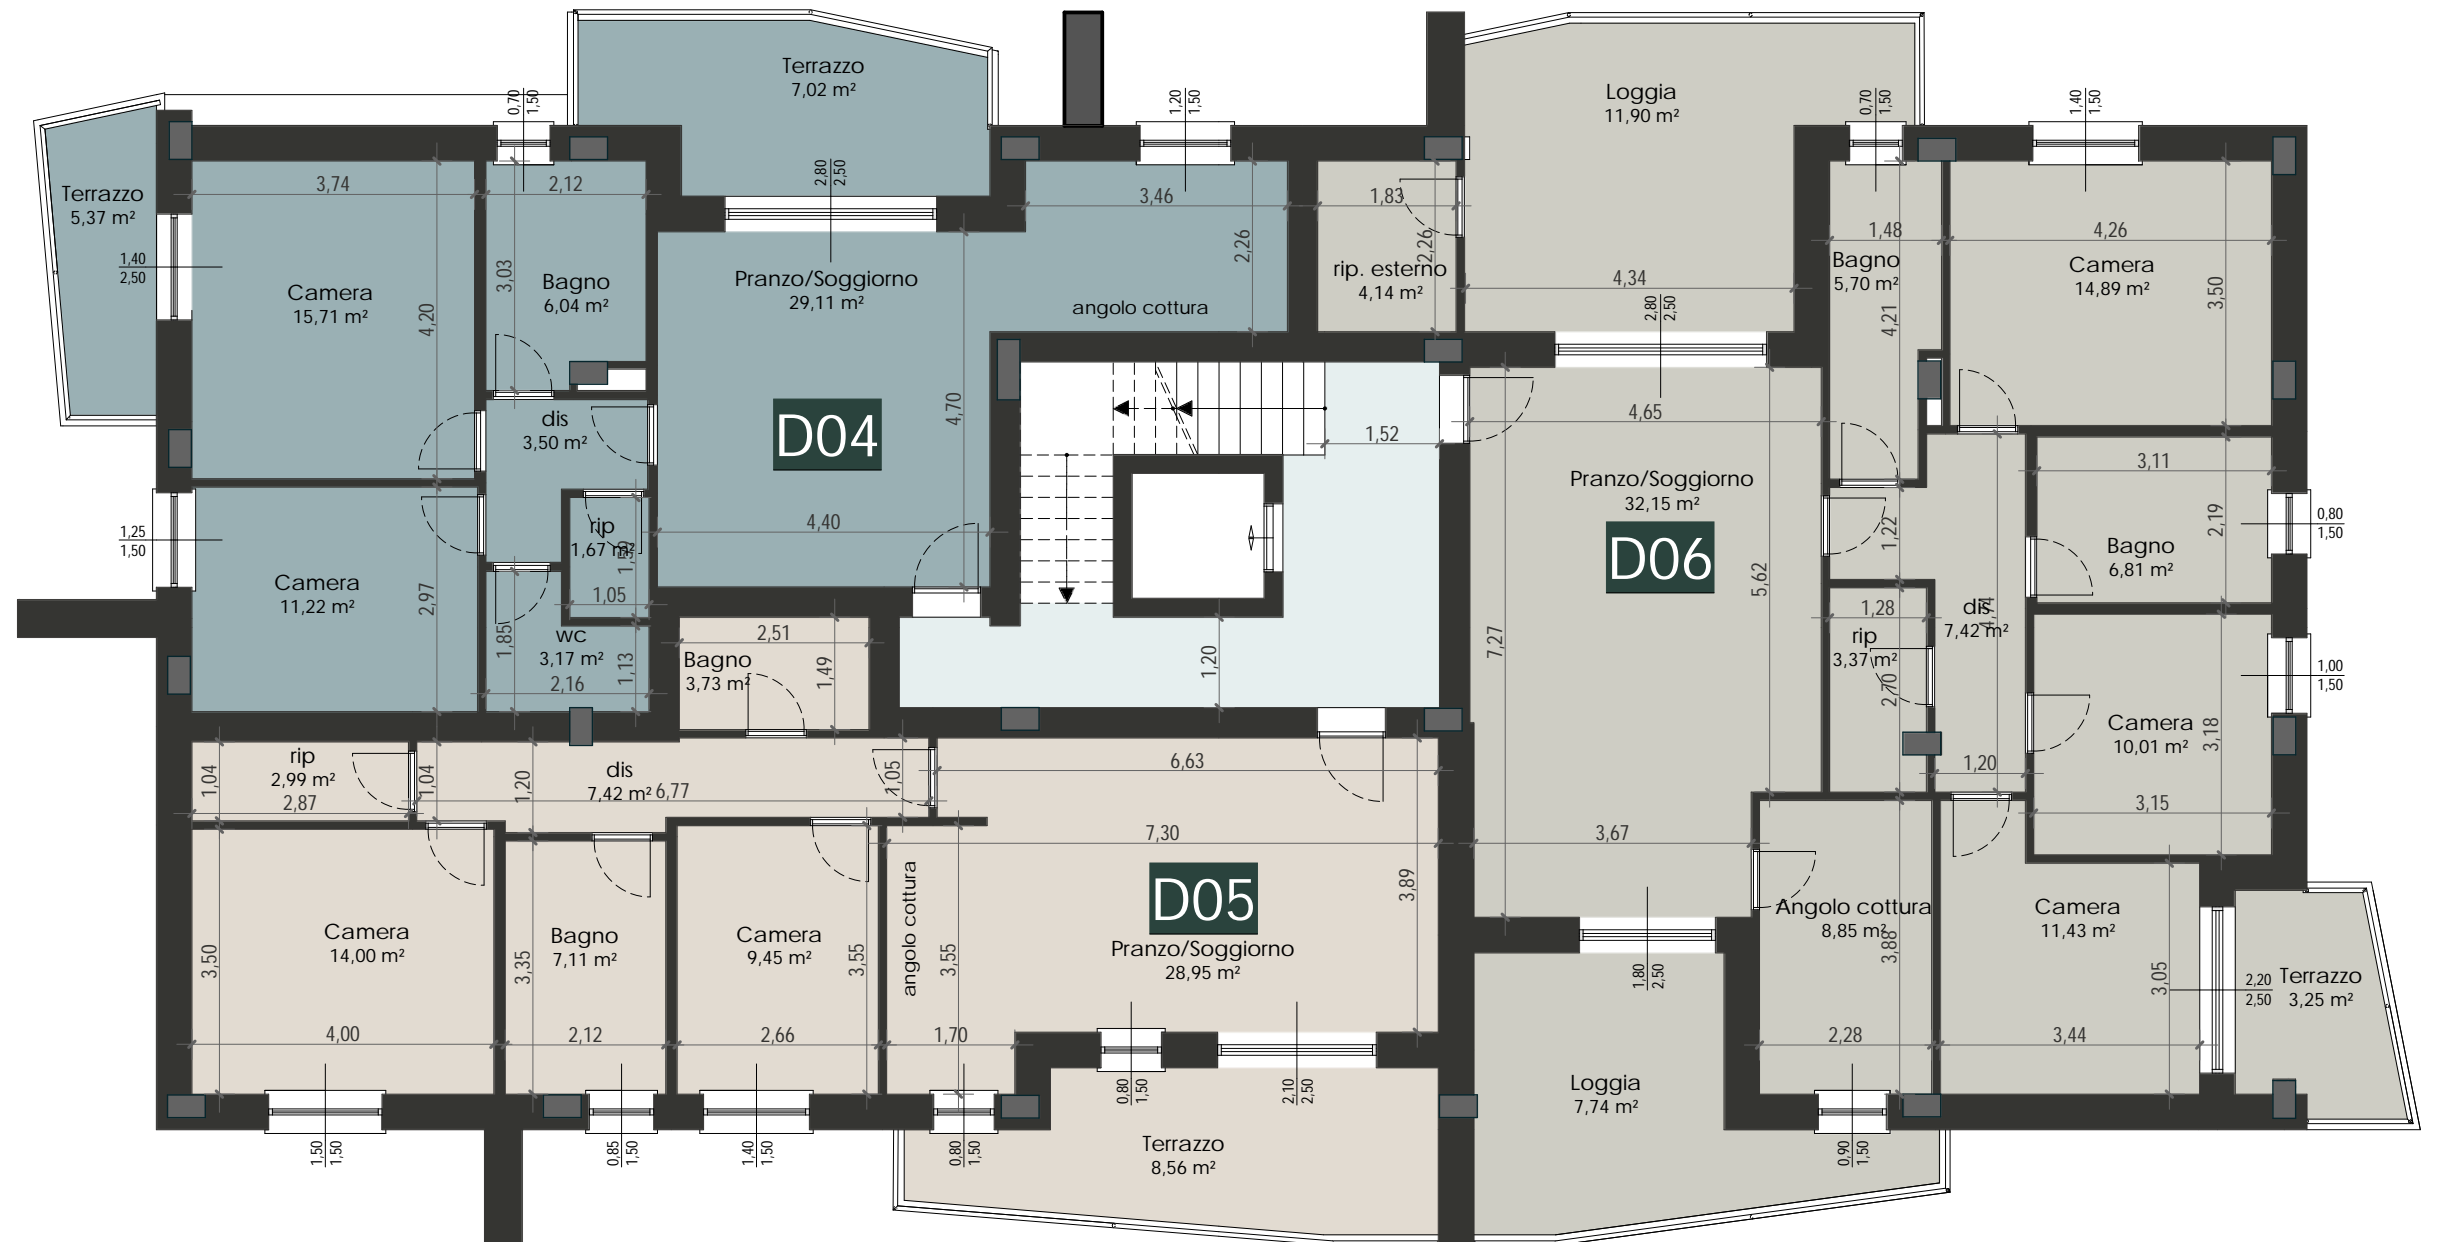 Terrazzo
7,02 m²
Terrazzo
5,37 m²
0,70
1,50
2,80
2,50
1,20
1,50
1,40
2,50
1,25
1,50
3,74
2,12
3,03
4,20
Camera
15,71 m²
Bagno
6,04 m²
Pranzo/Soggiorno
29,11 m²
3,46
2,26
angolo cottura
D04
4,70
4,40
dis
3,50 m²
rip
1,67 m²
1,59
1,05
Camera
11,22 m²
2,97
1,85
wc
3,17 m²
1,13
2,16
1,52
1,20
Loggia
11,90 m²
1,83
2,26
rip. esterno
4,14 m²
4,34
2,80
2,50
0,70
1,50
1,40
1,50
1,48
Bagno
5,70 m²
4,21
4,26
Camera
14,89 m²
3,50
4,65
Pranzo/Soggiorno
32,15 m²
D06
5,62
7,27
1,22
3,11
2,19
Bagno
6,81 m²
0,80
1,50
1,28
rip
3,37 m²
2,70
dis
7,42 m²
4,74
1,20
Camera
10,01 m²
3,18
3,15
1,00
1,50
3,67
Angolo cottura
8,85 m²
3,88
2,28
Camera
11,43 m²
3,05
3,44
2,20
2,50
Terrazzo
3,25 m²
1,80
2,50
Loggia
7,74 m²
0,90
1,50
2,51
Bagno
3,73 m²
1,49
rip
2,99 m²
1,04
2,87
1,04
1,20
dis
7,42 m²
6,77
1,05
6,63
7,30
D05
Pranzo/Soggiorno
28,95 m²
3,89
angolo cottura
3,55
1,70
Camera
14,00 m²
3,50
4,00
Bagno
7,11 m²
3,35
2,12
Camera
9,45 m²
3,55
2,66
1,50
1,50
0,85
1,50
1,40
1,50
0,80
1,50
0,80
1,50
2,10
2,50
Terrazzo
8,56 m²